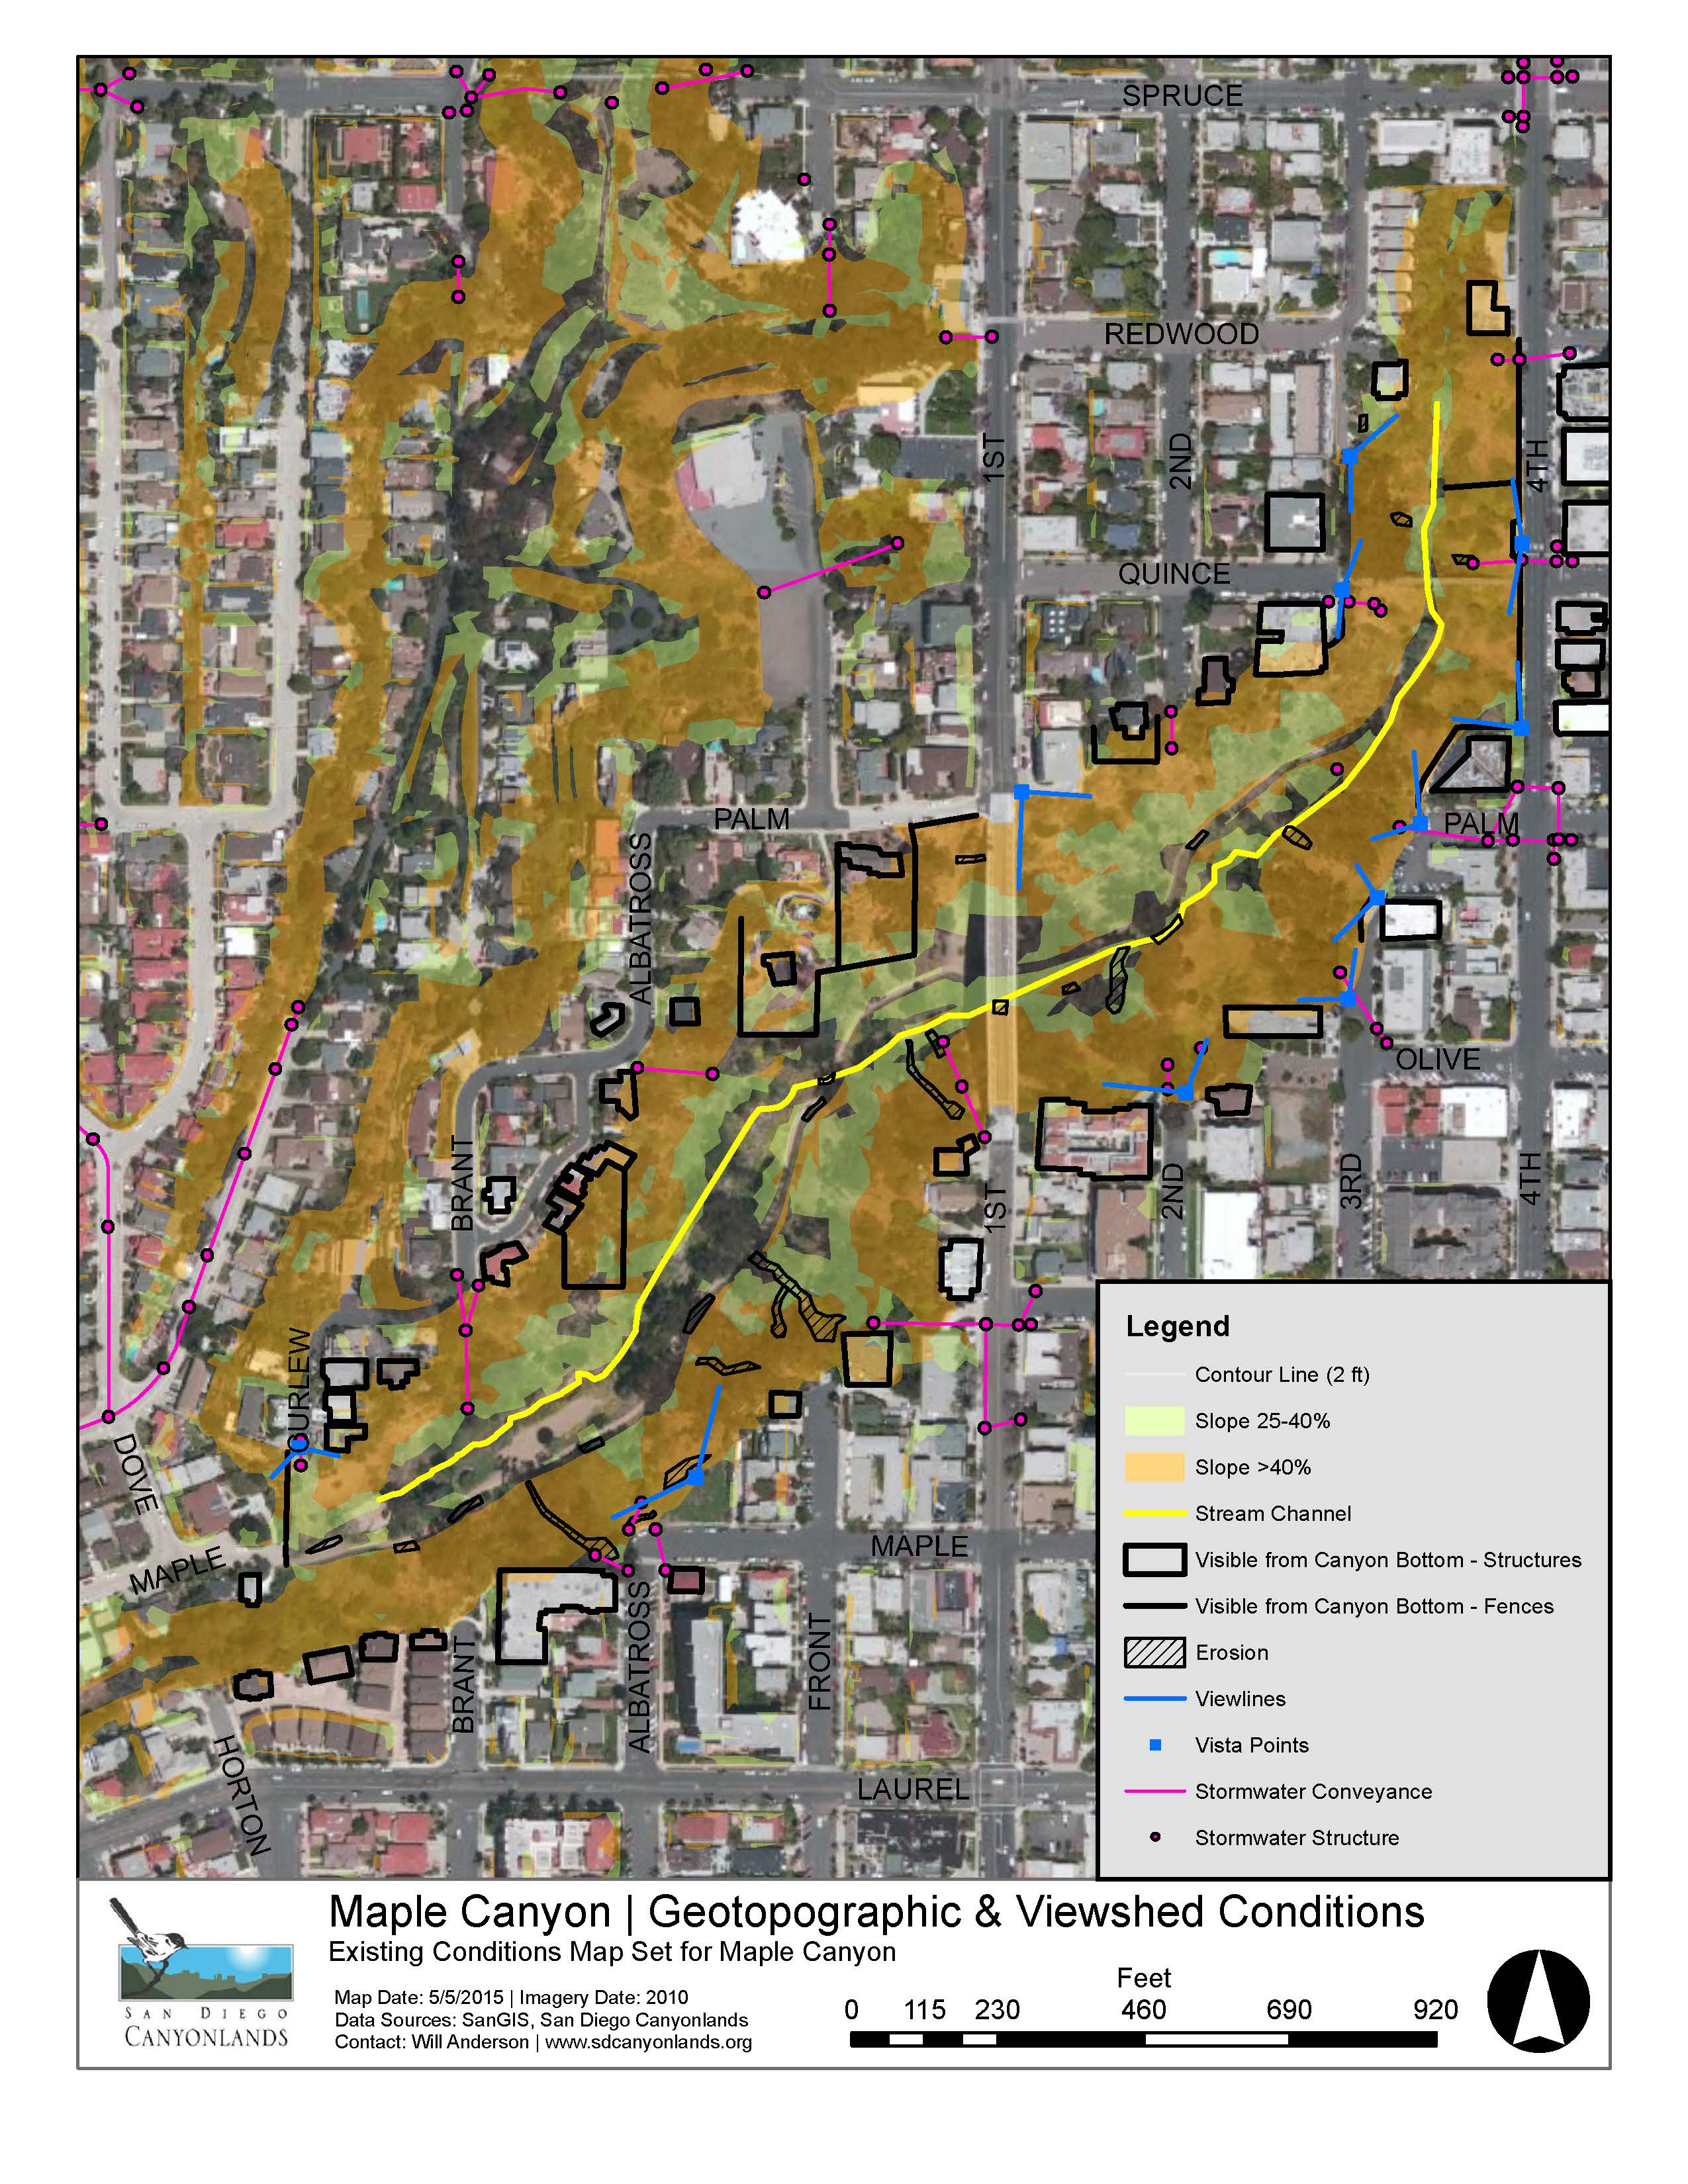 SPRUCE
REDWOOD
1ST
2ND
4TH
QUINCE
PALM
PALM
ALBATROSS
OLIVE
BRANT
1ST
2ND
3RD
4TH
CURLEW
DOVE
MAPLE
MAPLE
BRANT
ALBATROSS
FRONT
HORTON
LAUREL
Legend
Contour Line (2 ft)
Slope 25-40%
Slope >40%
Stream Channel
Visible from Canyon Bottom - Structures
Visible from Canyon Bottom - Fences
Erosion
Viewlines
Vista Points
Stormwater Conveyance
Stormwater Structure
SAN DIEGO
CANYONLANDS
Maple Canyon | Geotopographic & Viewshed Conditions
Existing Conditions Map Set for Maple Canyon
Map Date: 5/5/2015 | Imagery Date: 2010
Data Sources: SanGIS, San Diego Canyonlands
Contact: Will Anderson | www.sdcanyonlands.org
Feet
0 115 230 460 690 920